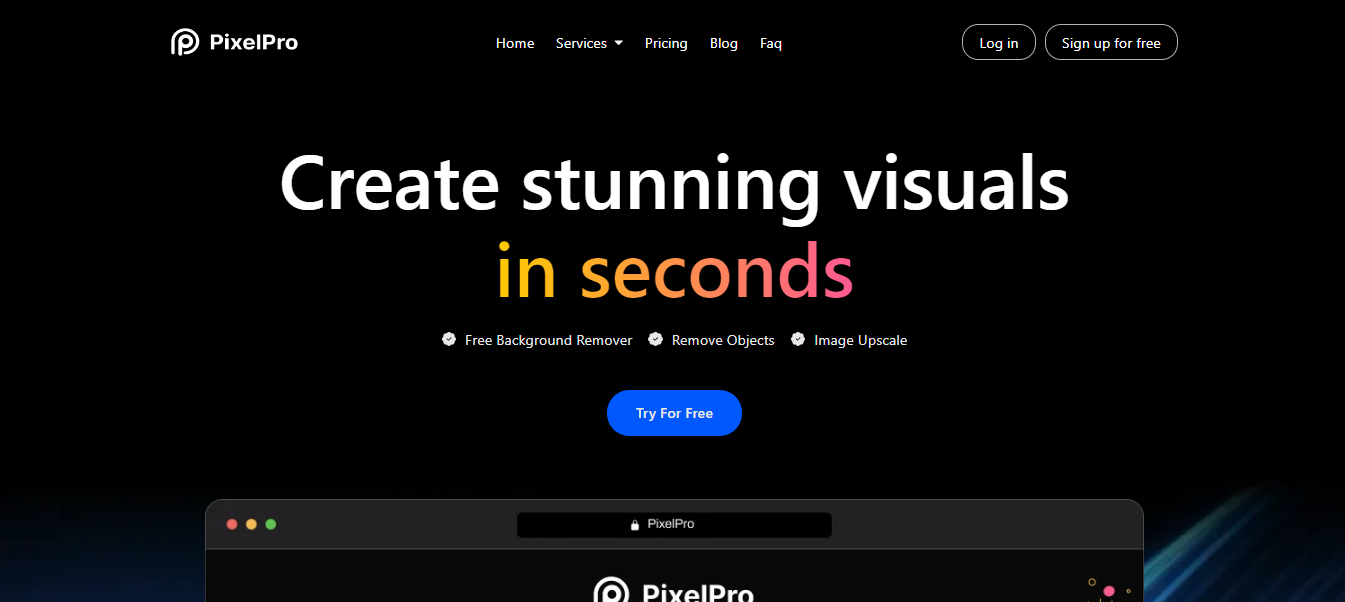 PixelPro
Home Services Pricing Blog Faq
Log in Sign up for free
Create stunning visuals
in seconds
Free Background Remover Remove Objects Image Upscale
Try For Free
PixelPro
PixelPro